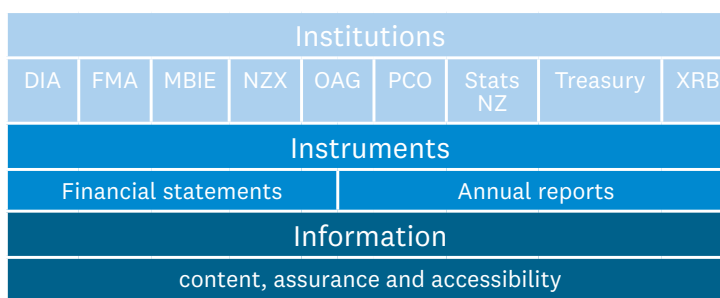 Institutions
DIA FMA MBIE NZX OAG PCO Stats NZ Treasury XRB
Instruments
Financial statements Annual reports
Information
content, assurance and accessibility